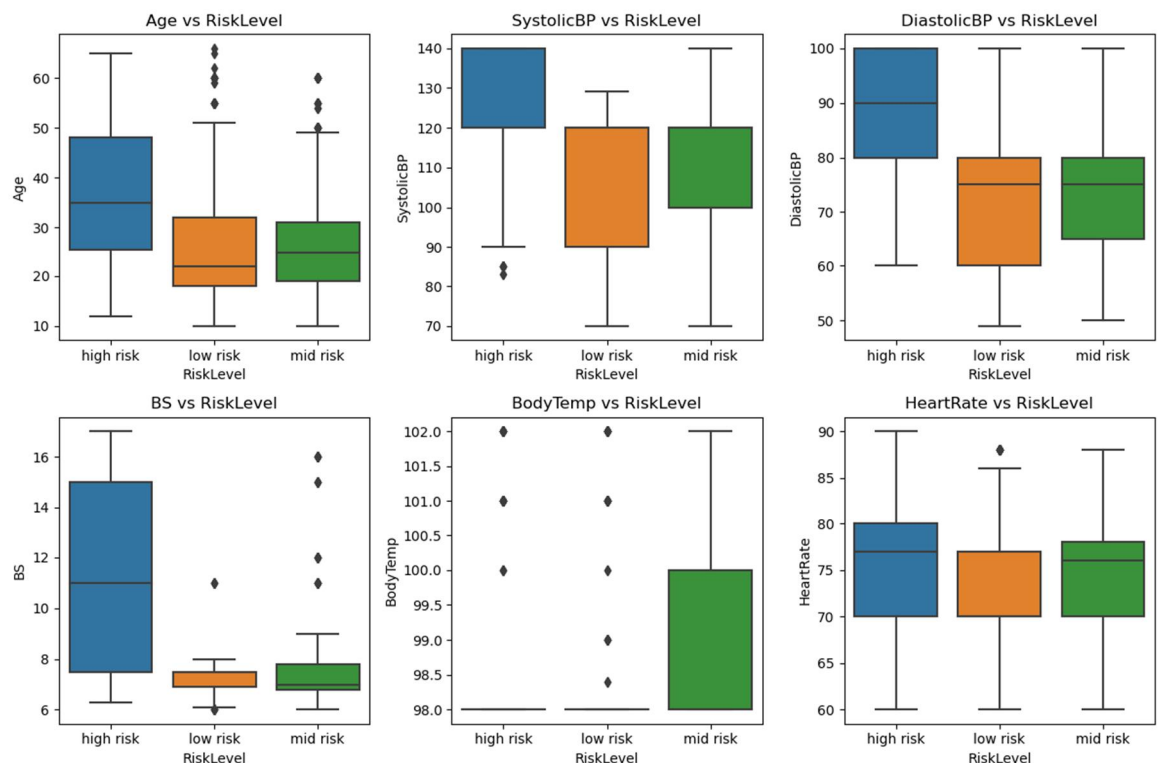 Age vs RiskLevel
Age
60
50
40
30
20
10
high risk low risk mid risk
RiskLevel
SystolicBP vs RiskLevel
SystolicBP
140
130
120
110
100
90
80
70
high risk low risk mid risk
RiskLevel
DiastolicBP vs RiskLevel
DiastolicBP
100
90
80
70
60
50
high risk low risk mid risk
RiskLevel
BS vs RiskLevel
BS
16
14
12
10
8
6
high risk low risk mid risk
RiskLevel
BodyTemp vs RiskLevel
BodyTemp
102.0
101.5
101.0
100.5
100.0
99.5
99.0
98.5
98.0
high risk low risk mid risk
RiskLevel
HeartRate vs RiskLevel
HeartRate
90
85
80
75
70
65
60
high risk low risk mid risk
RiskLevel